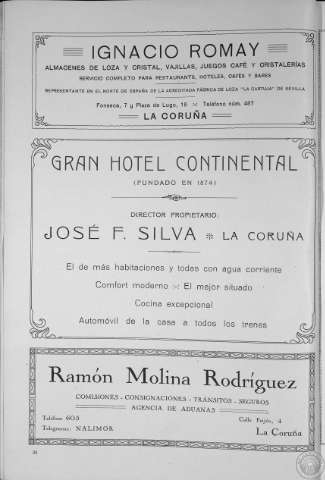 IGNACIO ROMAY
ALMACENES DE LOZA Y CRISTAL, VAJILLAS, JUEGOS CAFÉ Y CRISTALERÍAS
SERVICIO COMPLETO PARA RESTAURANTS, HOTELES, CAFÉS Y BARES
REPRESENTANTE EN EL NORTE DE ESPAÑA DE LA ACREDITADA FÁBRICA DE LOZA "LA CARTUJA" DE SEVILLA
Fonseca, 7 y Plaza de Lugo, 18 Teléfono núm. 487
LA CORUÑA
GRAN HOTEL CONTINENTAL
(FUNDADO EN 1874)
DIRECTOR PROPIETARIO:
JOSÉ F. SILVA * LA CORUÑA
El de más habitaciones y todas con agua corriente
Comfort moderno El mejor situado
Cocina excepcional
Automóvil de la casa a todos los trenes
Ramón Molina Rodríguez
COMISIONES - CONSIGNACIONES - TRÁNSITOS - SEGUROS
AGENCIA DE ADUANAS
Teléfono 605 Calle Feijóo, 4
Telegramas: NALIMOR La Coruña